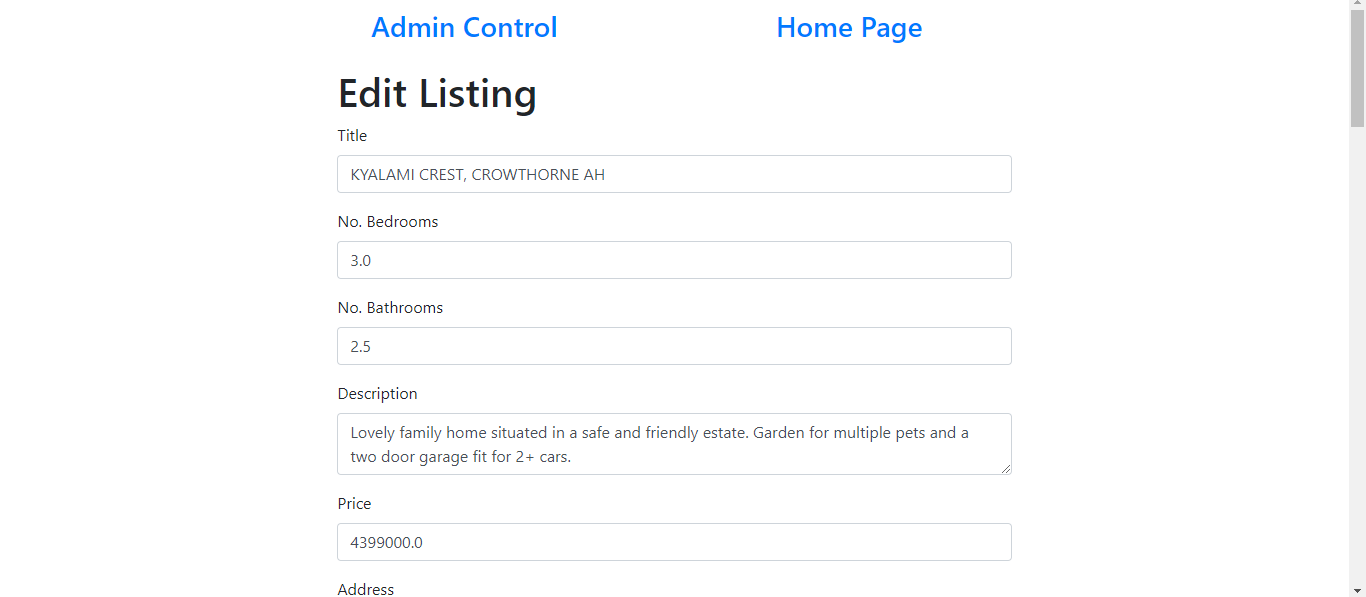 Admin Control
Home Page
Edit Listing
Title
KYALAMI CREST, CROWTHORNE AH
No. Bedrooms
3.0
No. Bathrooms
2.5
Description
Lovely family home situated in a safe and friendly estate. Garden for multiple pets and a
two door garage fit for 2+ cars.
Price
4399000.0
Address